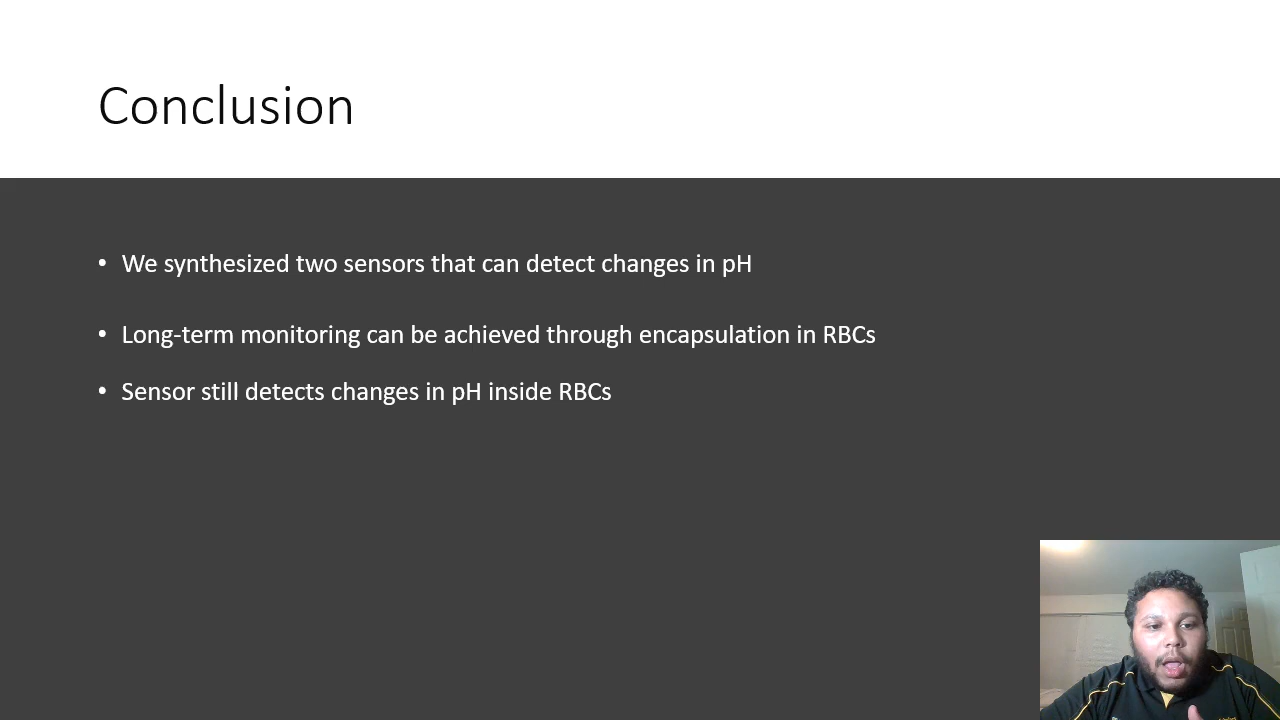 Conclusion
• We synthesized two sensors that can detect changes in pH
• Long-term monitoring can be achieved through encapsulation in RBCs
• Sensor still detects changes in pH inside RBCs